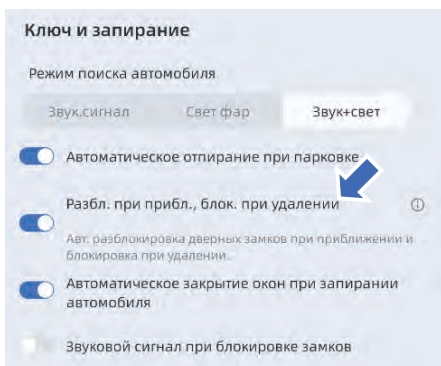 Ключ и запирание
Режим поиска автомобиля
Звук.сигнал Свет фар Звук+свет
Автоматическое отпирание при парковке
Разбл. при прибл., блок. при удалении
Авт. разблокировка дверных замков при приближении и
блокировка при удалении.
Автоматическое закрытие окон при запирании
автомобиля
Звуковой сигнал при блокировке замков